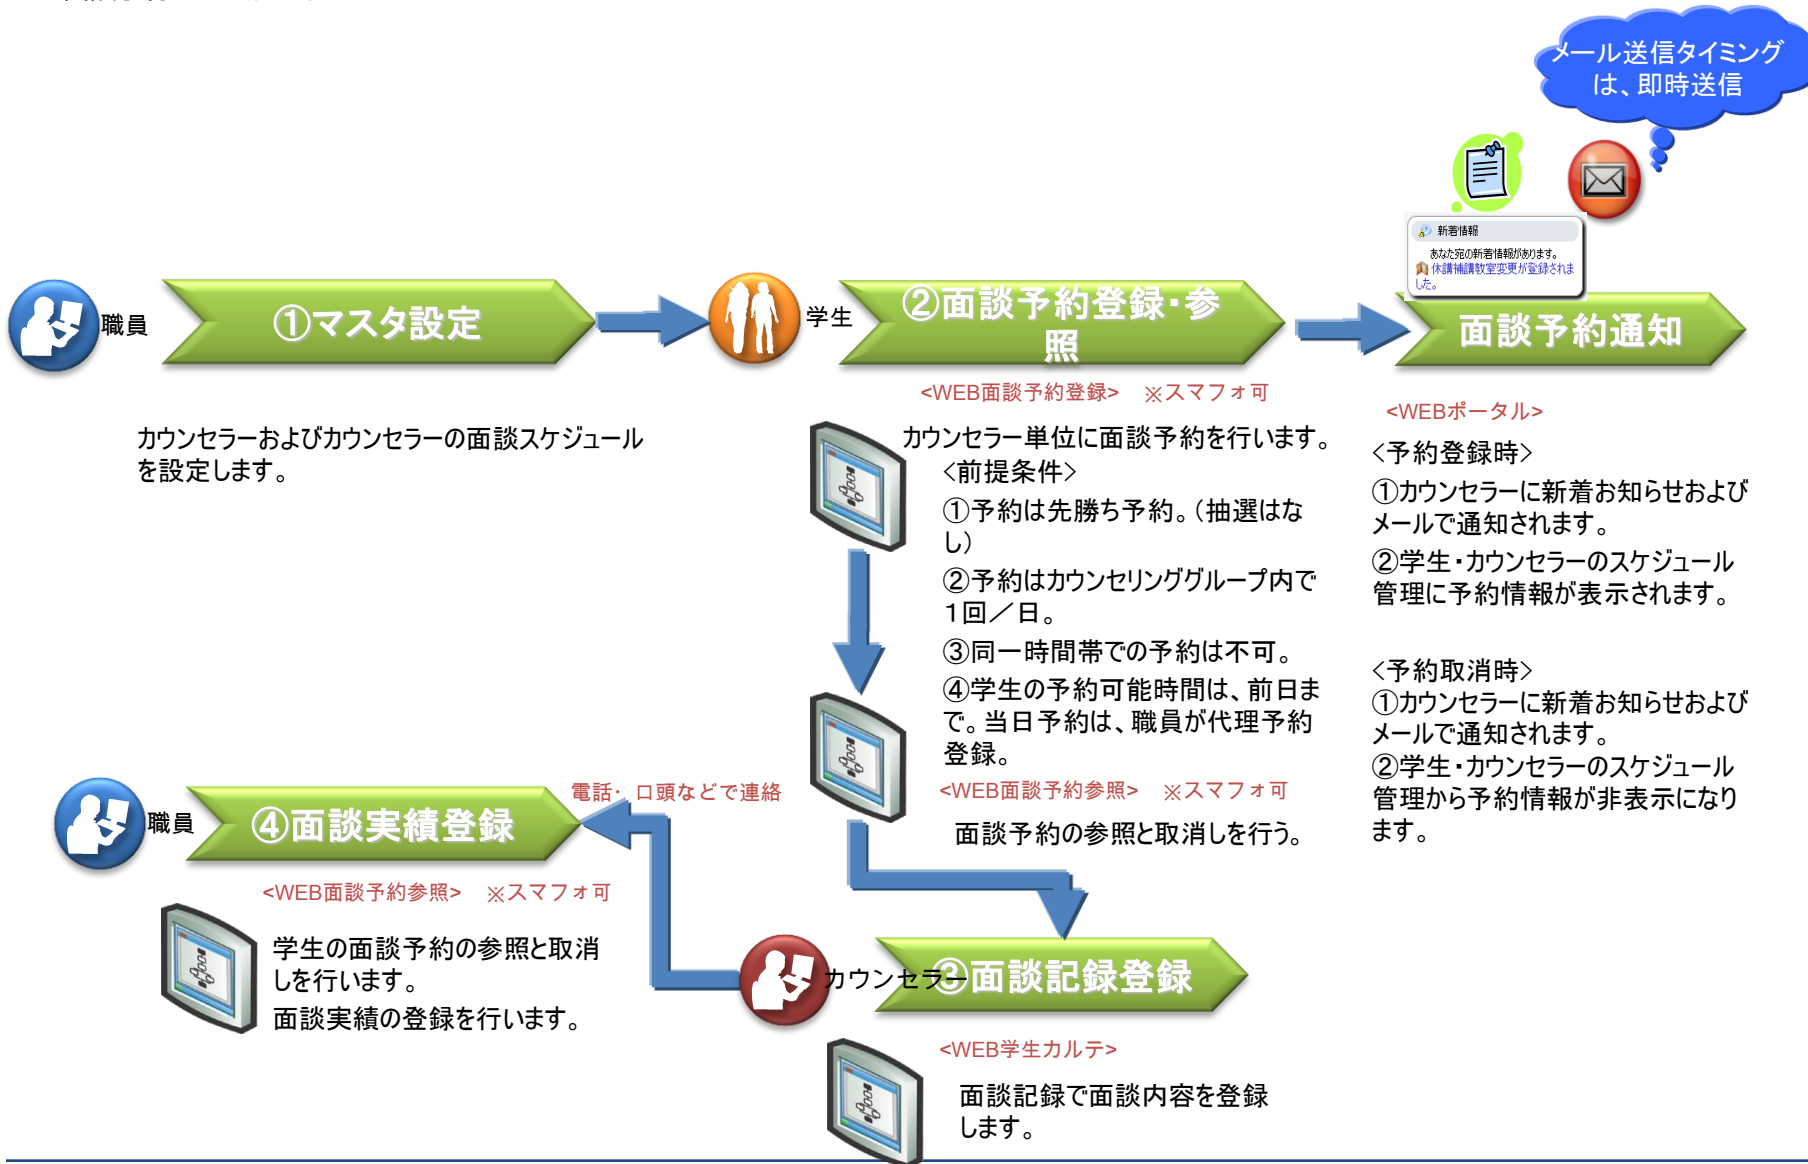 メール送信タイミング
は、即時送信
新着情報
あなた宛の新着情報があります。
休講補講教室変更が登録されま
した。
職員
①マスタ設定
学生
②面談予約登録・参
照
面談予約通知
<WEB面談予約登録>　※スマフォ可
<WEBポータル>
カウンセラーおよびカウンセラーの面談スケジュール
を設定します。
カウンセラー単位に面談予約を行います。
＜前提条件＞
①予約は先勝ち予約。（抽選はな
し）
②予約はカウンセリンググループ内で
１回／日。
③同一時間帯での予約は不可。
④学生の予約可能時間は、前日ま
で。当日予約は、職員が代理予約
登録。
<WEB面談予約参照>　※スマフォ可
面談予約の参照と取消しを行う。
＜予約登録時＞
①カウンセラーに新着お知らせおよび
メールで通知されます。
②学生・カウンセラーのスケジュール
管理に予約情報が表示されます。
＜予約取消時＞
①カウンセラーに新着お知らせおよび
メールで通知されます。
②学生・カウンセラーのスケジュール
管理から予約情報が非表示になり
ます。
電話・口頭などで連絡
職員
④面談実績登録
<WEB面談予約参照>　※スマフォ可
学生の面談予約の参照と取消
しを行います。
面談実績の登録を行います。
カウンセラー
③面談記録登録
<WEB学生カルテ>
面談記録で面談内容を登録
します。